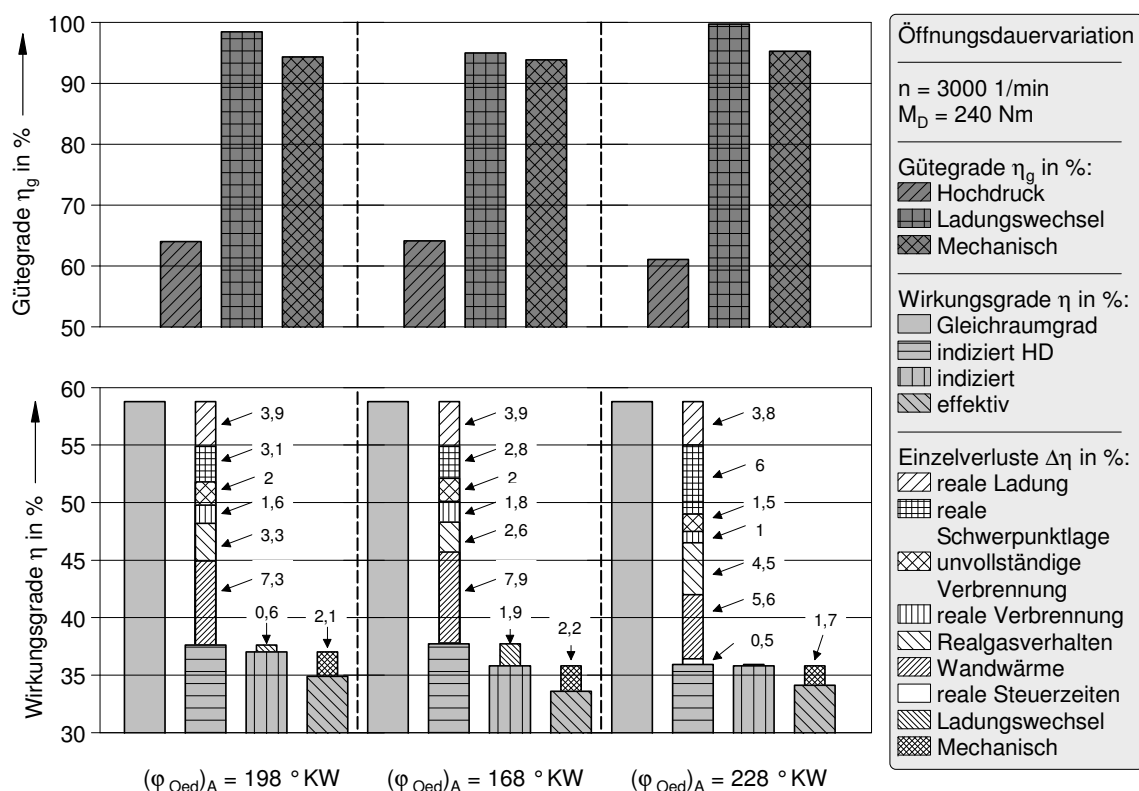 Gütegrade η_g in %
100
90
80
70
60
50
Wirkungsgrade η in %
60
55
50
45
40
35
30
3,9
3,1
2
1,6
3,3
7,3
0,6
2,1
3,9
2,8
2
1,8
2,6
7,9
1,9
2,2
3,8
6
1,5
1
4,5
5,6
0,5
1,7
(φ_Oed)_A = 198 °KW
(φ_Oed)_A = 168 °KW
(φ_Oed)_A = 228 °KW
Öffnungsdauervariation
n = 3000 1/min
M_D = 240 Nm
Gütegrade η_g in %:
Hochdruck
Ladungswechsel
Mechanisch
Wirkungsgrade η in %:
Gleichraumgrad
indiziert HD
indiziert
effektiv
Einzelverluste Δη in %:
reale Ladung
reale
Schwerpunktlage
unvollständige
Verbrennung
reale Verbrennung
Realgasverhalten
Wandwärme
reale Steuerzeiten
Ladungswechsel
Mechanisch